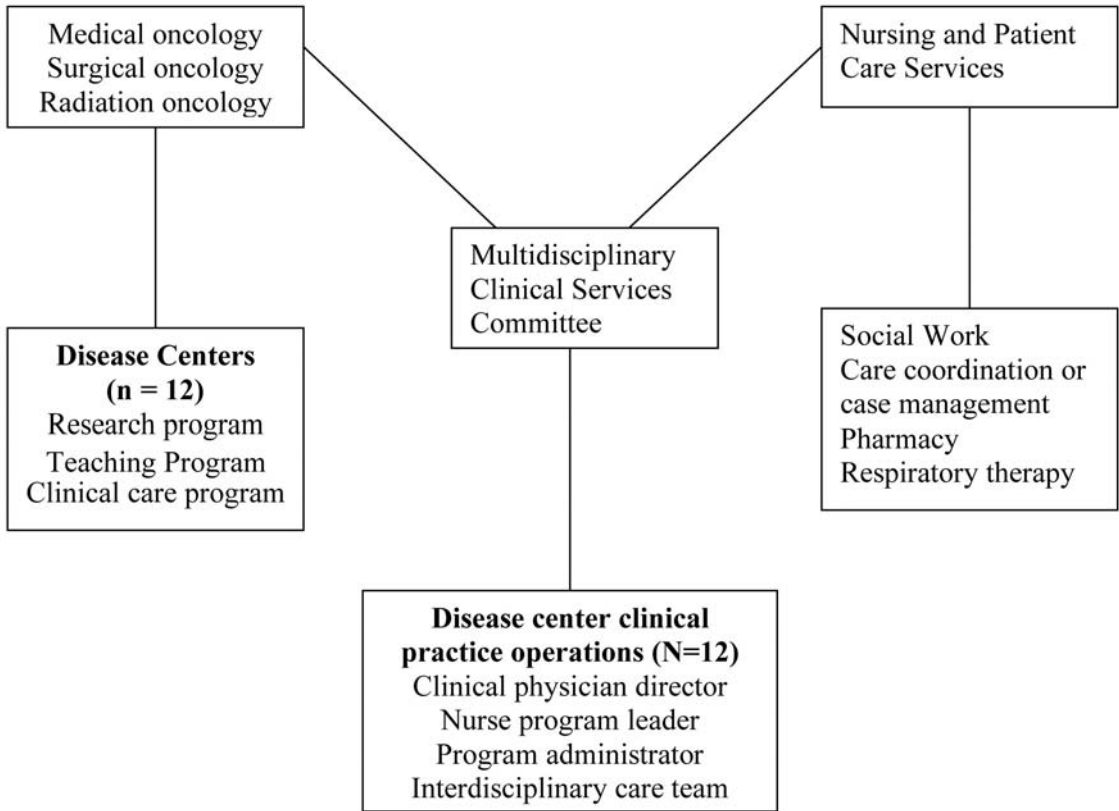 Medical oncology
Surgical oncology
Radiation oncology
Nursing and Patient
Care Services
Multidisciplinary
Clinical Services
Committee
Disease Centers
(n = 12)
Research program
Teaching Program
Clinical care program
Social Work
Care coordination or
case management
Pharmacy
Respiratory therapy
Disease center clinical
practice operations (N=12)
Clinical physician director
Nurse program leader
Program administrator
Interdisciplinary care team